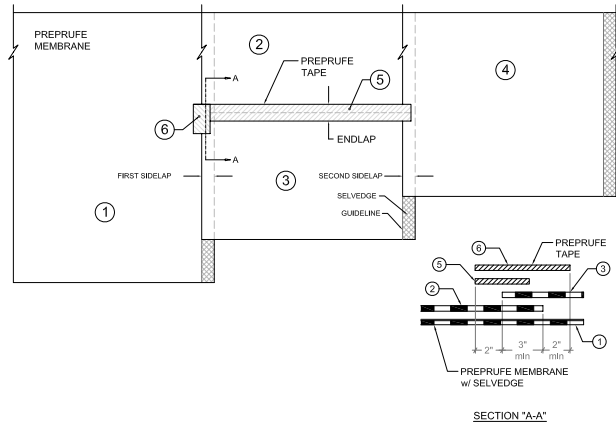 PREPRUFE
MEMBRANE
2
PREPRUFE
TAPE
5
4
A
6
ENDLAP
A
FIRST SIDELAP
3
SECOND SIDELAP
1
SELVEDGE
GUIDELINE
6
PREPRUFE
TAPE
5
3
2
2"
3"
min
2"
min
1
PREPRUFE MEMBRANE
w/ SELVEDGE
SECTION "A-A"